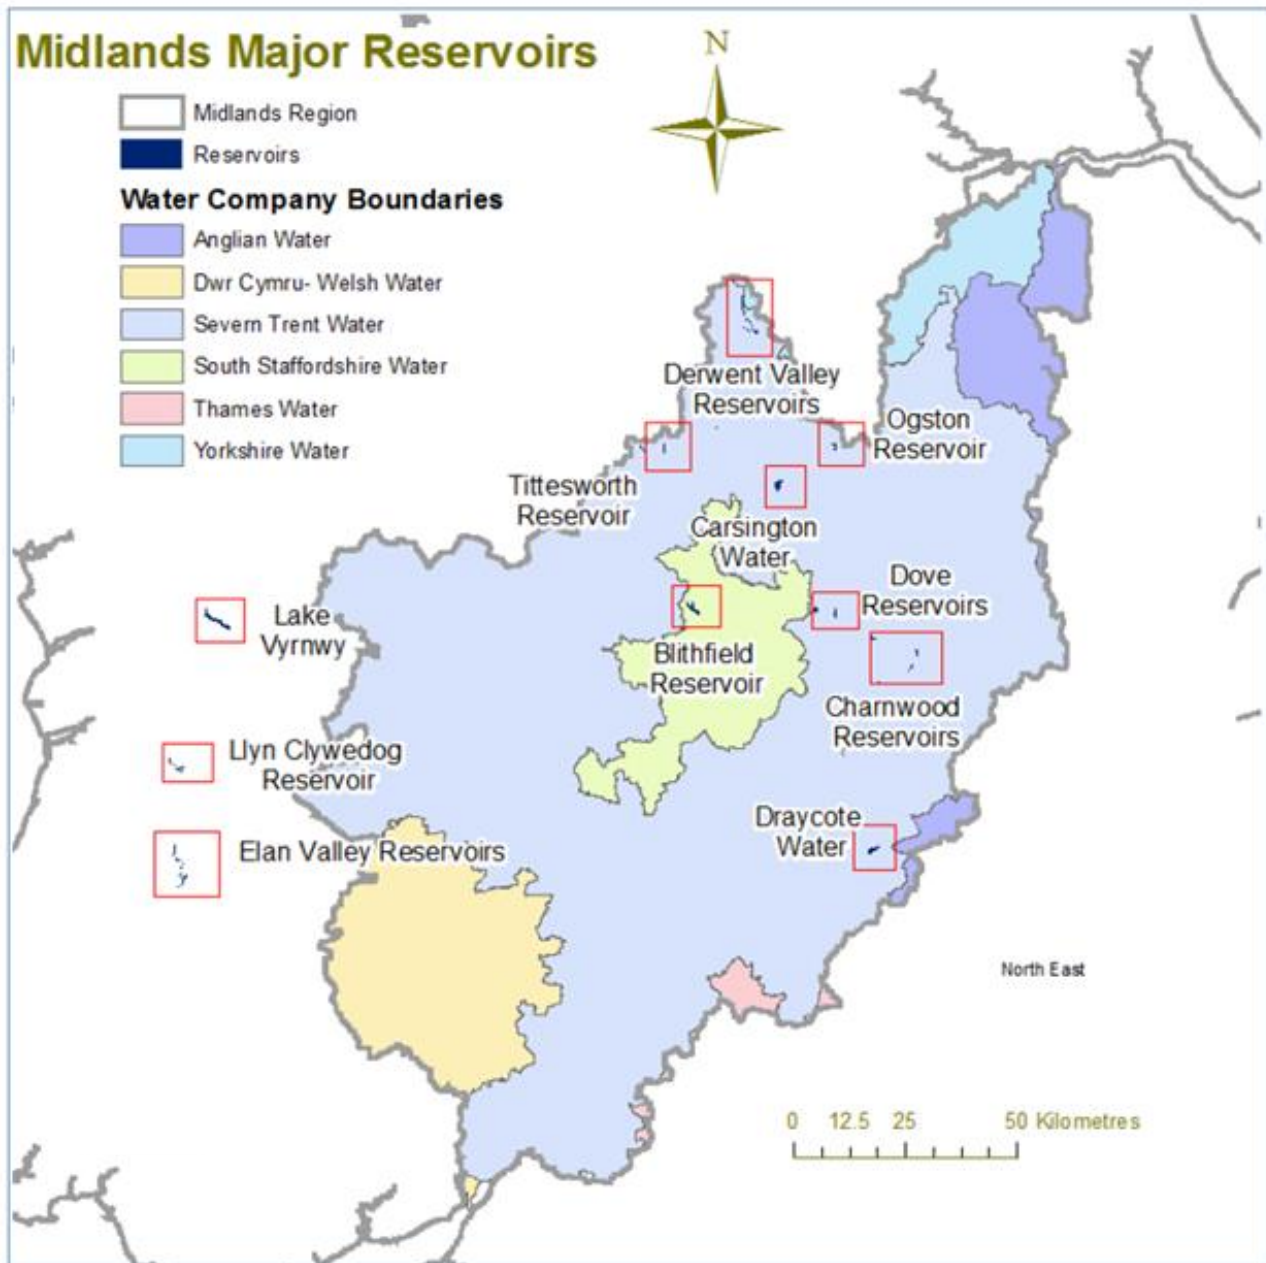 Midlands Major Reservoirs
N
Midlands Region
Reservoirs
Water Company Boundaries
Anglian Water
Dwr Cymru- Welsh Water
Severn Trent Water
South Staffordshire Water
Thames Water
Yorkshire Water
Derwent Valley
Reservoirs
Ogston
Reservoir
Tittesworth
Reservoir
Carsington
Water
Dove
Reservoirs
Lake
Vyrnwy
Blithfield
Reservoir
Charnwood
Reservoirs
Llyn Clywedog
Reservoir
Draycote
Water
Elan Valley Reservoirs
North East
0 12.5 25 50 Kilometres